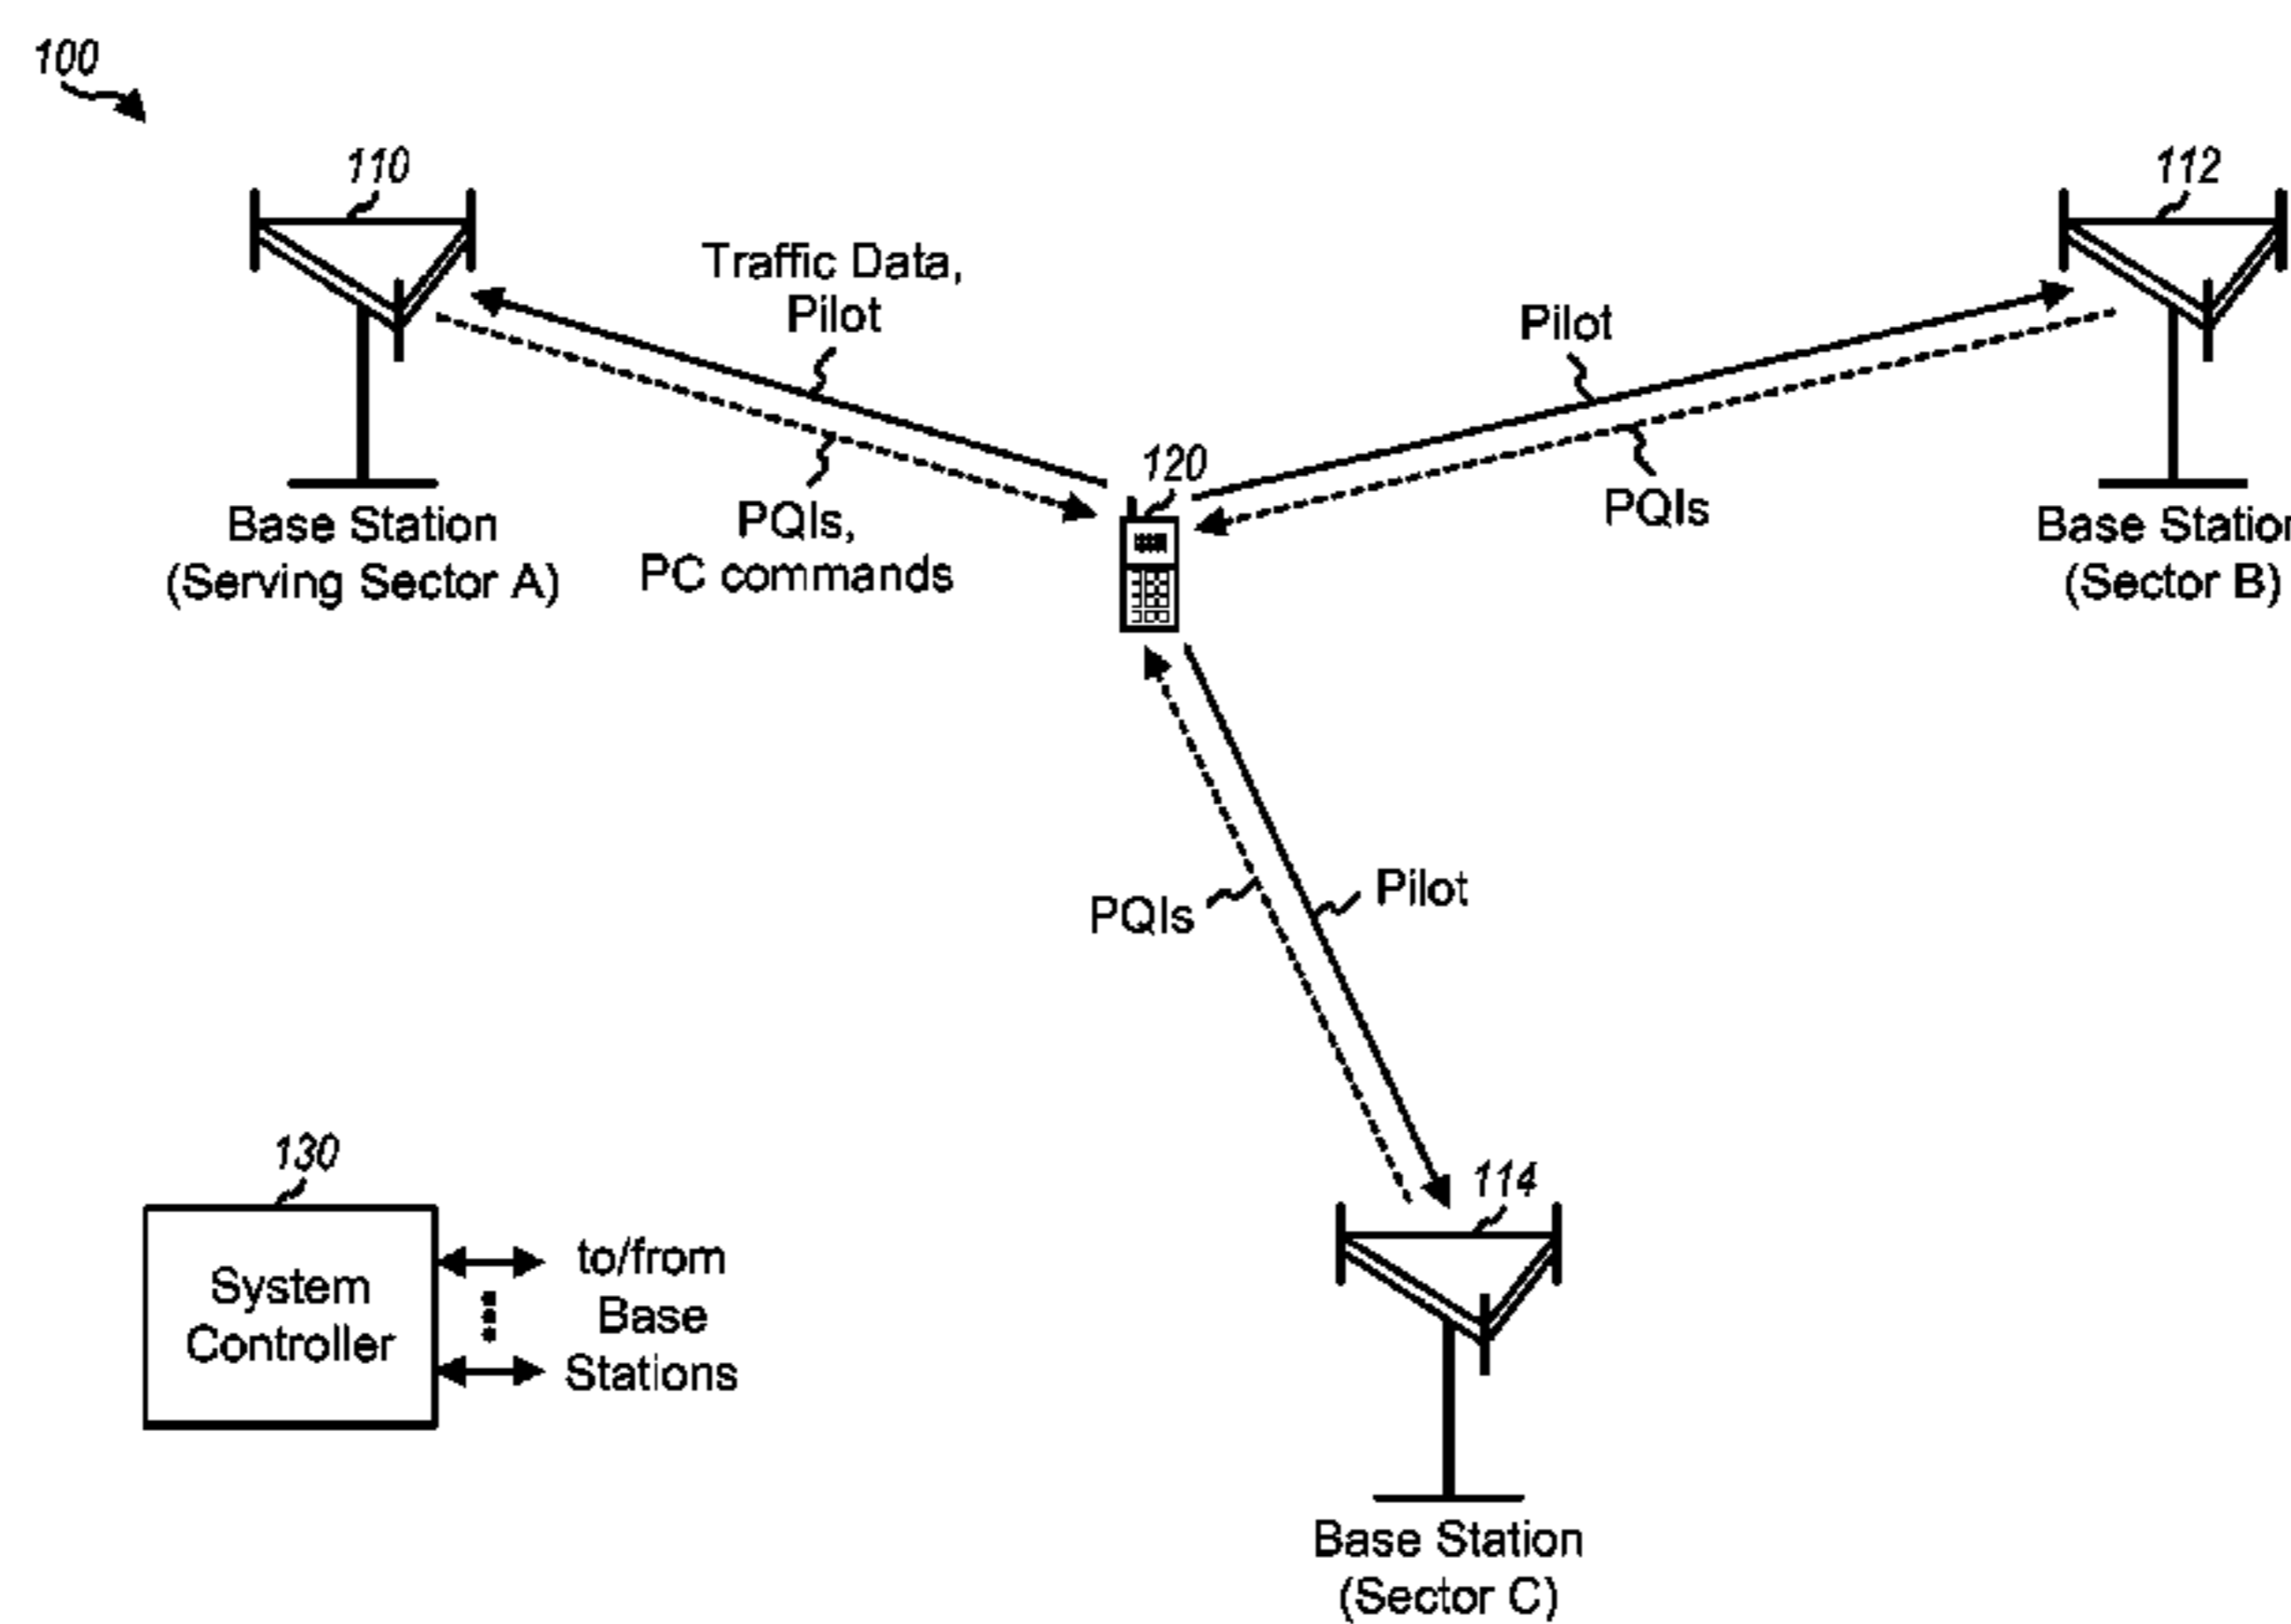 100
110
112
Traffic Data,
Pilot
Pilot
120
PQIs,
PC commands
PQIs
Base Station
(Serving Sector A)
Base Station
(Sector B)
PQIs
Pilot
130
114
System
Controller
to/from
Base
Stations
Base Station
(Sector C)